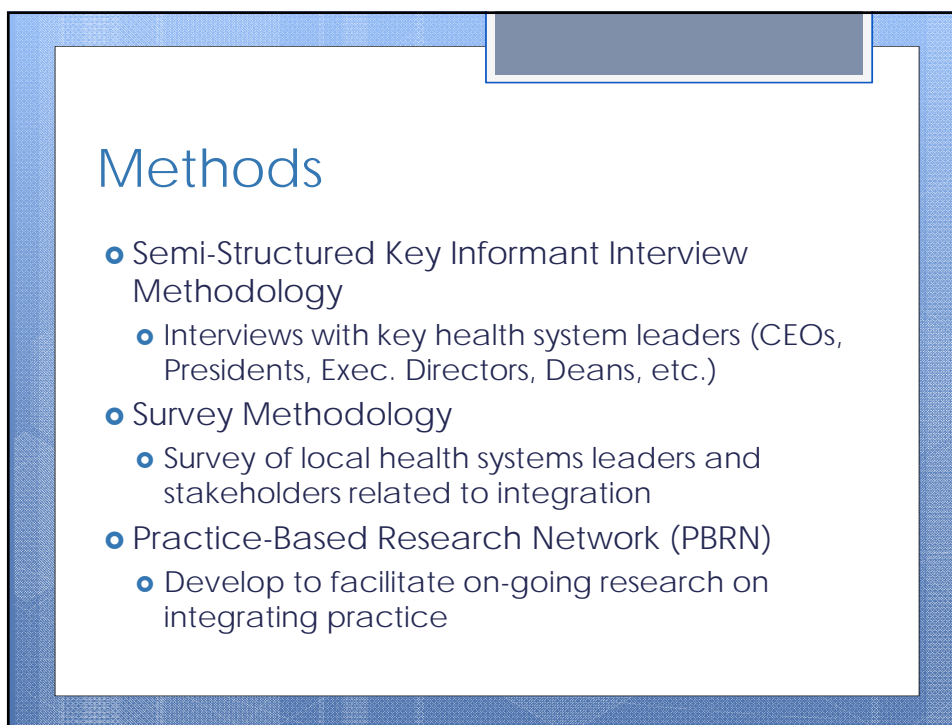 Methods
Semi-Structured Key Informant Interview
Methodology
Interviews with key health system leaders (CEOs,
Presidents, Exec. Directors, Deans, etc.)
Survey Methodology
Survey of local health systems leaders and
stakeholders related to integration
Practice-Based Research Network (PBRN)
Develop to facilitate on-going research on
integrating practice